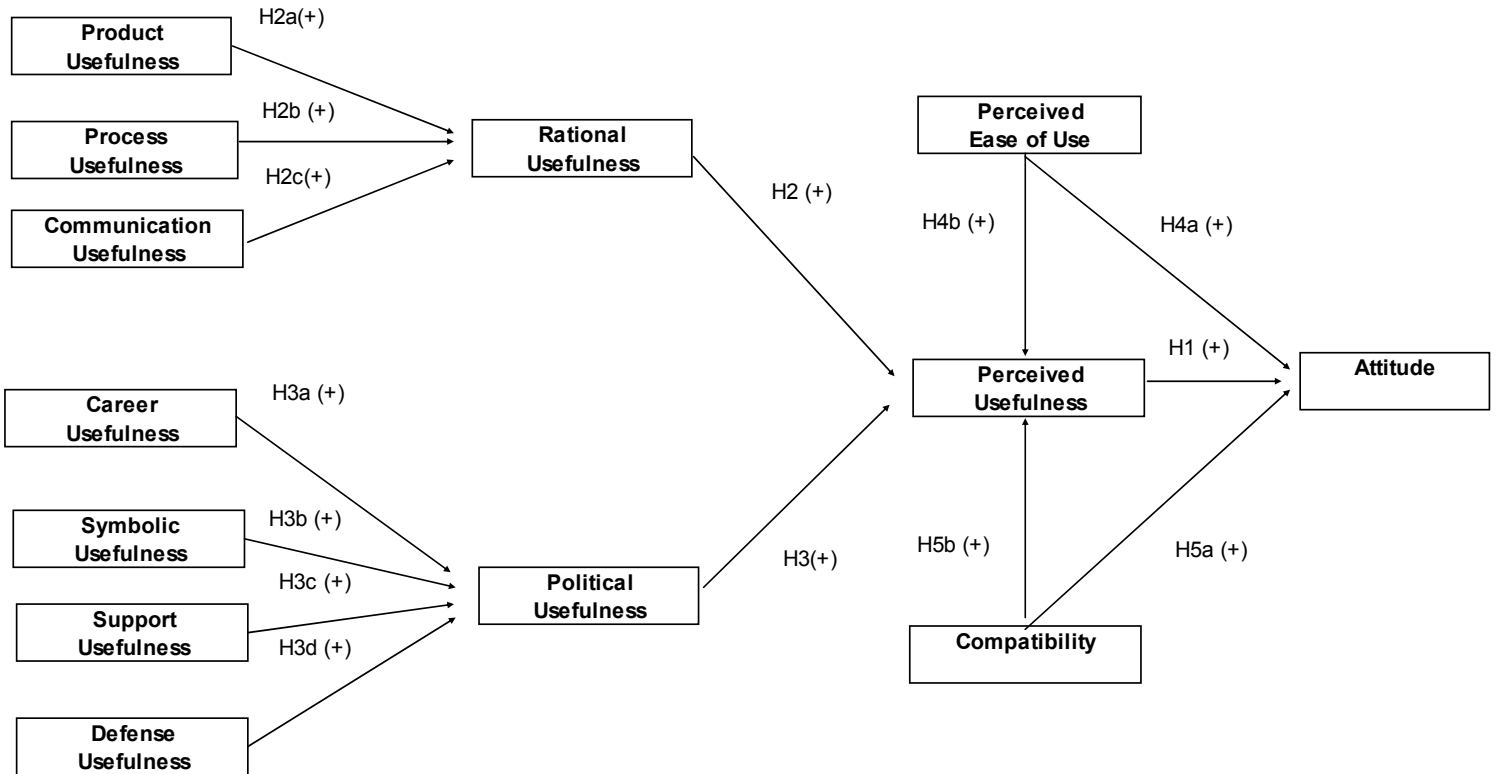 H2a(+)
Product
Usefulness
H2b (+)
Process
Usefulness
H2c(+)
Communication
Usefulness
Rational
Usefulness
H2 (+)
Perceived
Ease of Use
H4b (+)
H4a (+)
H1 (+)
Perceived
Usefulness
Attitude
H3a (+)
Career
Usefulness
H3b (+)
Symbolic
Usefulness
H3c (+)
Support
Usefulness
H3d (+)
Defense
Usefulness
Political
Usefulness
H3(+)
H5b (+)
H5a (+)
Compatibility